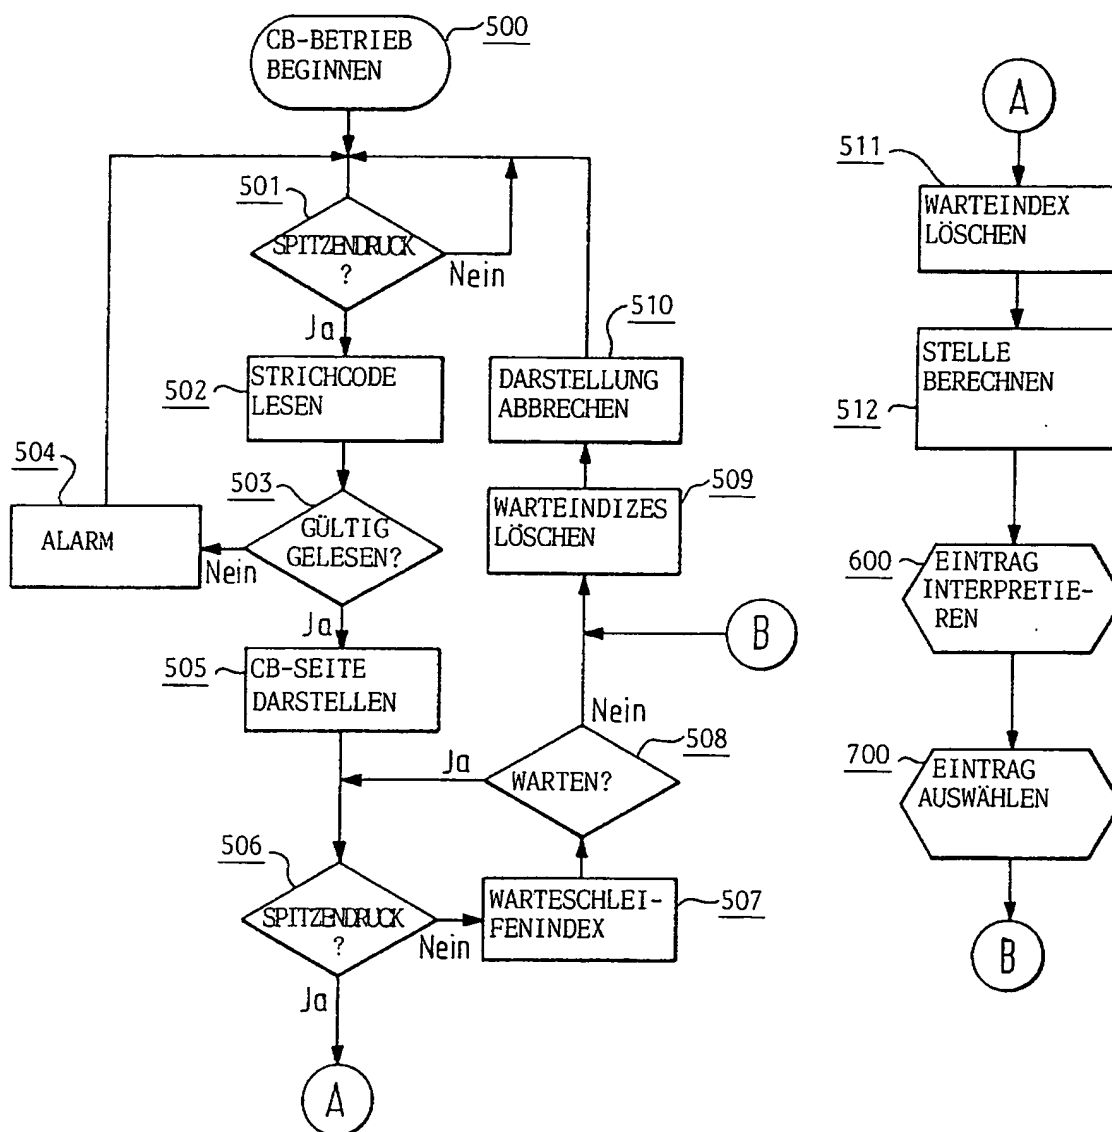 CB-BETRIEB
BEGINNEN
500
501
SPITZENDRUCK
?
Nein
Ja
502
STRICHCODE
LESEN
503
GÜLTIG
GELESEN?
Nein
504
ALARM
Ja
505
CB-SEITE
DARSTELLEN
506
SPITZENDRUCK
?
Nein
Ja
A
507
WARTESCHLEI-
FENINDEX
508
WARTEN?
Ja
Nein
B
509
WARTEINDIZES
LÖSCHEN
510
DARSTELLUNG
ABBRECHEN
A
511
WARTEINDEX
LÖSCHEN
512
STELLE
BERECHNEN
600
EINTRAG
INTERPRETIE-
REN
700
EINTRAG
AUSWÄHLEN
B